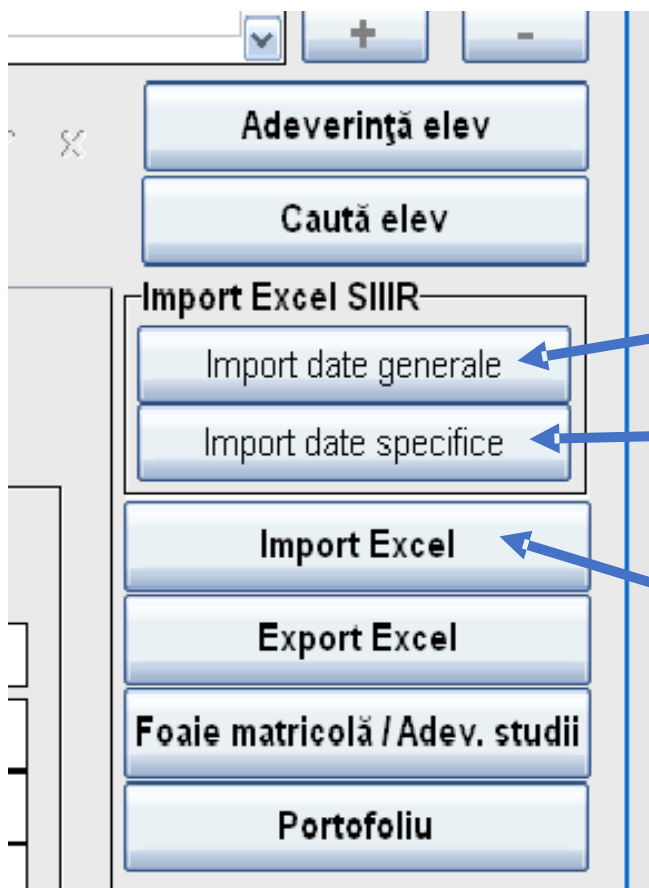 + -
Adeverinţă elev
Caută elev
Import Excel SIIIR
Import date generale
Import date specifice
Import Excel
Export Excel
Foaie matricolă / Adev. studii
Portofoliu